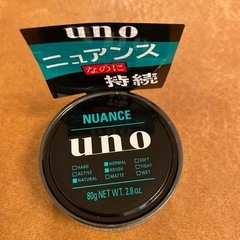 uno
ニュアンス
なのに
持続
NUANCE
uno
HARD NORMAL SOFT
ACTIVE ROUGH TIGHT
NATURAL MATTE WET
80g NET WT. 2.8 oz.